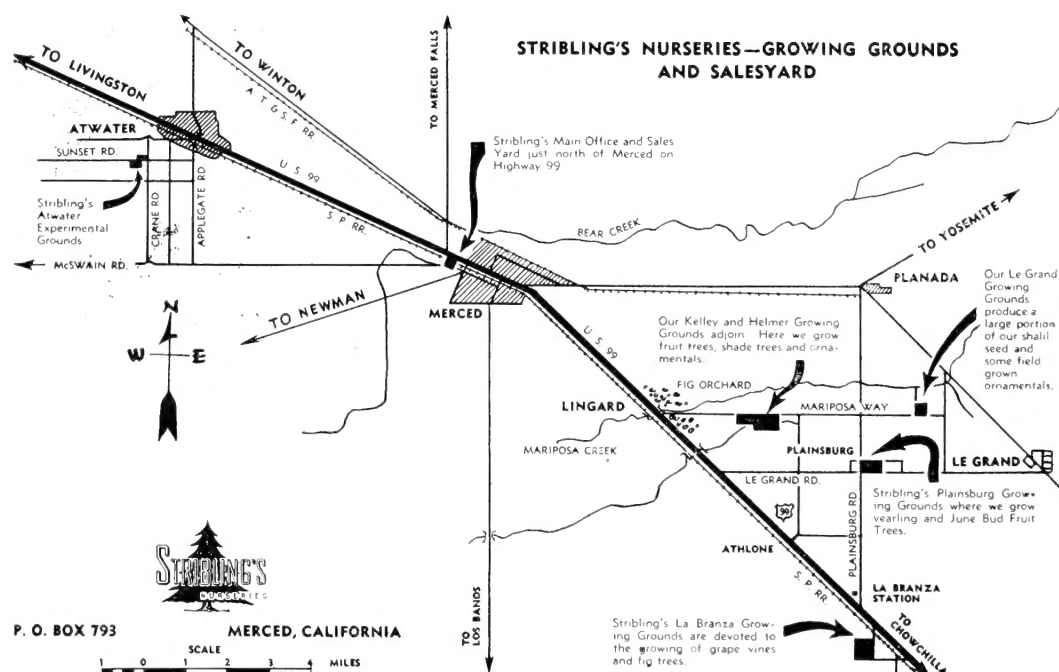 STRIBLING'S NURSERIES—GROWING GROUNDS
AND SALESYARD
TO LIVINGSTON
TO WINTON
A. T. & S. F. RR.
TO MERCED FALLS
ATWATER
SUNSET RD.
U S 99
S. P. RR.
Stribling's Main Office and Sales
Yard just north of Merced on
Highway 99
Stribling's
Atwater
Experimental
Grounds
CRANE RD
APPLEGATE RD.
BEAR CREEK
TO YOSEMITE
McSWAIN RD.
PLANADA
TO NEWMAN
MERCED
N
W E
U S 99
Our Kelley and Helmer Growing
Grounds adjoin. Here we grow
fruit trees, shade trees and orna-
mentals.
Our Le Grand
Growing
Grounds
produce a
large portion
of our shalil
seed and
some field
grown
ornamentals.
FIG ORCHARD
LINGARD
MARIPOSA WAY
MARIPOSA CREEK
PLAINSBURG
LE GRAND
LE GRAND RD.
99
PLAINSBURG RD.
Stribling's Plainsburg Grow-
ing Grounds where we grow
yearling and June Bud Fruit
Trees.
ATHLONE
S. P. RR.
LA BRANZA
STATION
TO CHOWCHILLA
TO
LOS BANOS
Stribling's La Branza Grow-
ing Grounds are devoted to
the growing of grape vines
and fig trees.
STRIBLING'S
NURSERIES
P. O. BOX 793
MERCED, CALIFORNIA
SCALE
1 0 1 2 3 4 MILES